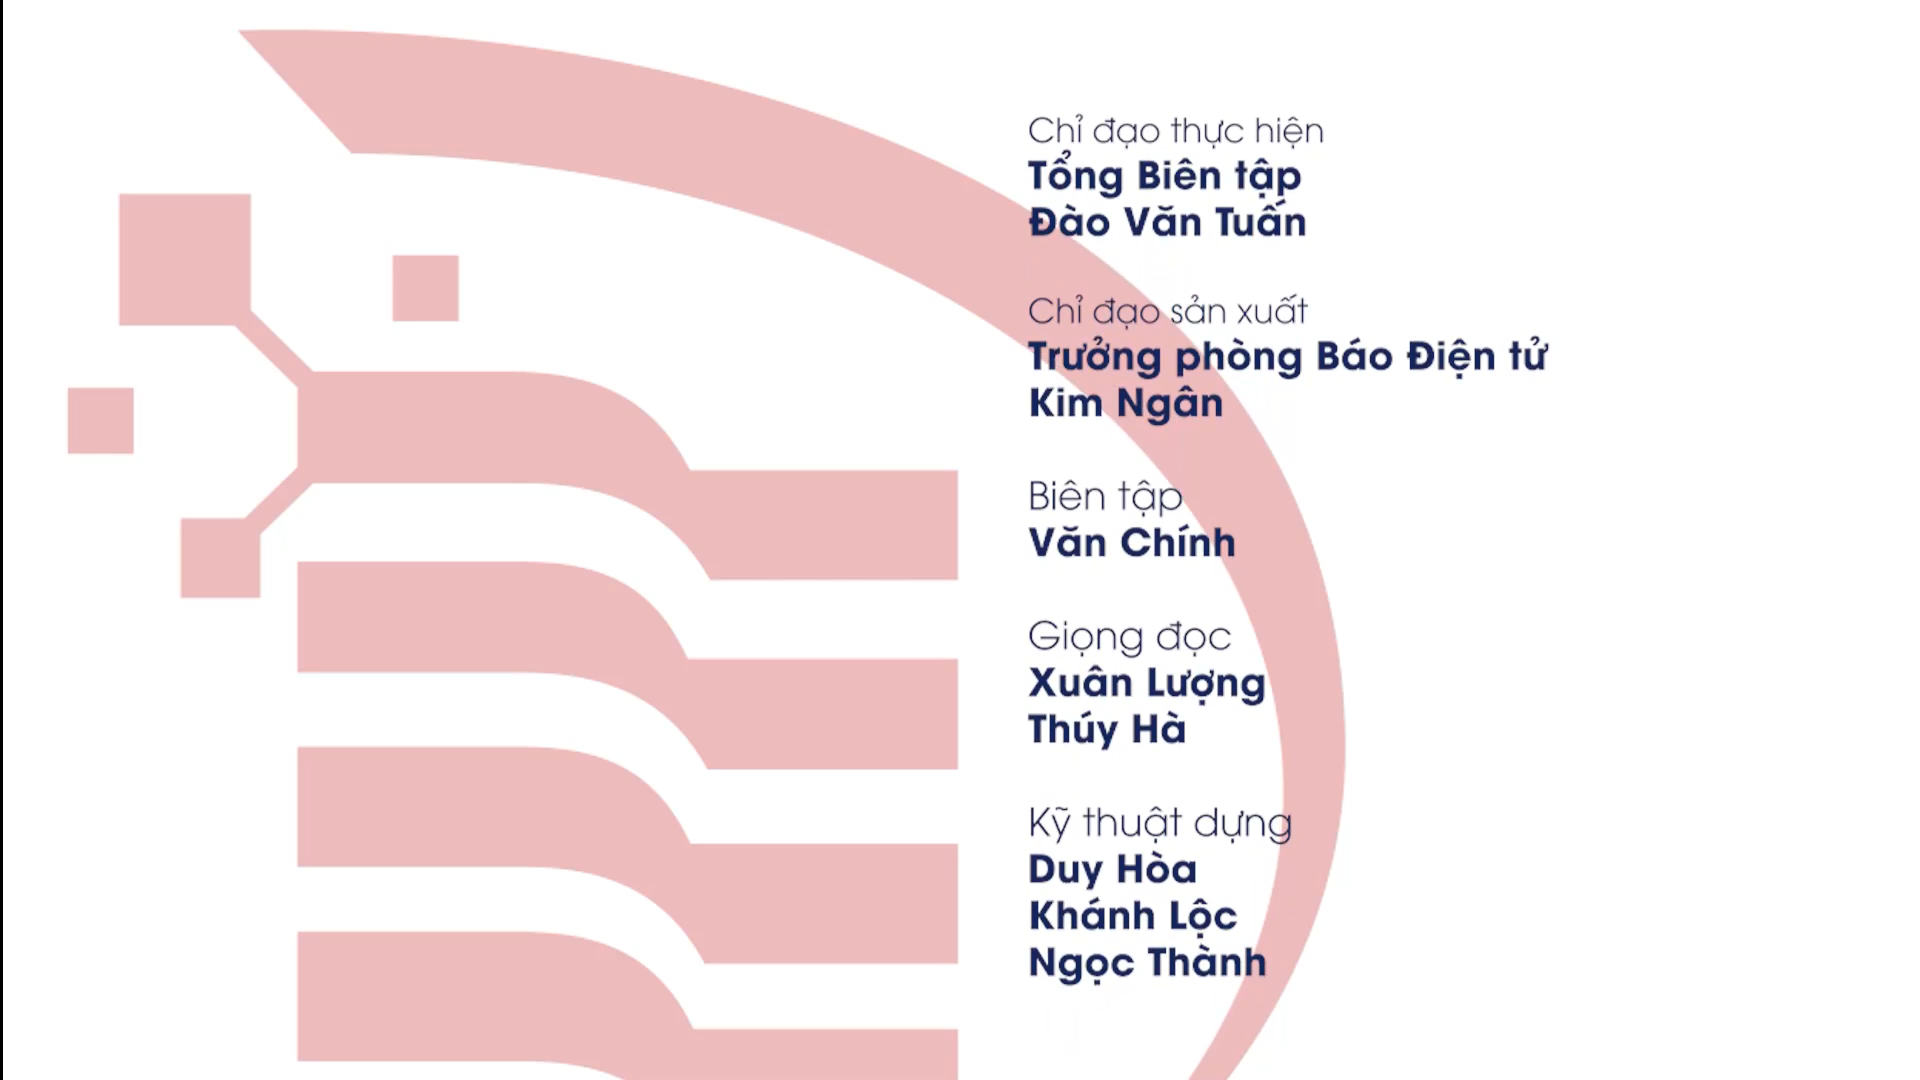 Chỉ đạo thực hiện
Tổng Biên tập
Đào Văn Tuấn
Chỉ đạo sản xuất
Trưởng phòng Báo Điện tử
Kim Ngân
Biên tập
Văn Chính
Giọng đọc
Xuân Lượng
Thúy Hà
Kỹ thuật dựng
Duy Hòa
Khánh Lộc
Ngọc Thành